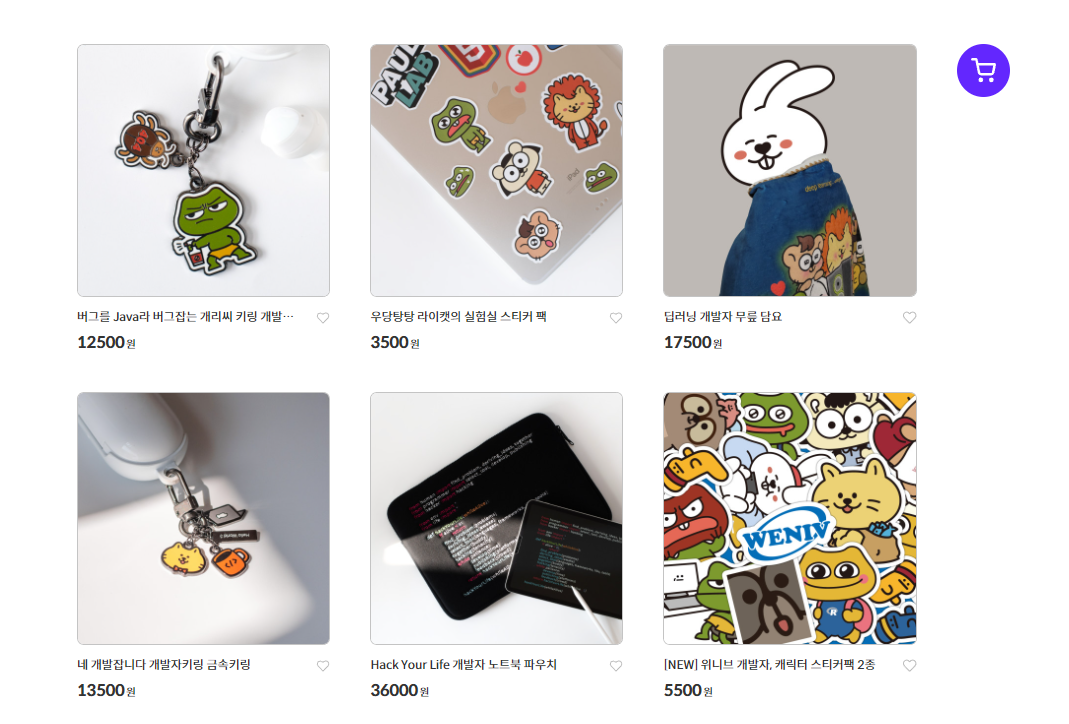 PAUL
LAB
iPad
버그를 Java라 버그잡는 개리씨 키링 개발…
12500원
우당탕탕 라이캣의 실험실 스티커 팩
3500원
딥러닝 개발자 무릎 담요
17500원
WENIV
R
네 개발잡니다 개발자키링 금속키링
13500원
Hack Your Life 개발자 노트북 파우치
36000원
[NEW] 위니브 개발자, 캐릭터 스티커팩 2종
5500원